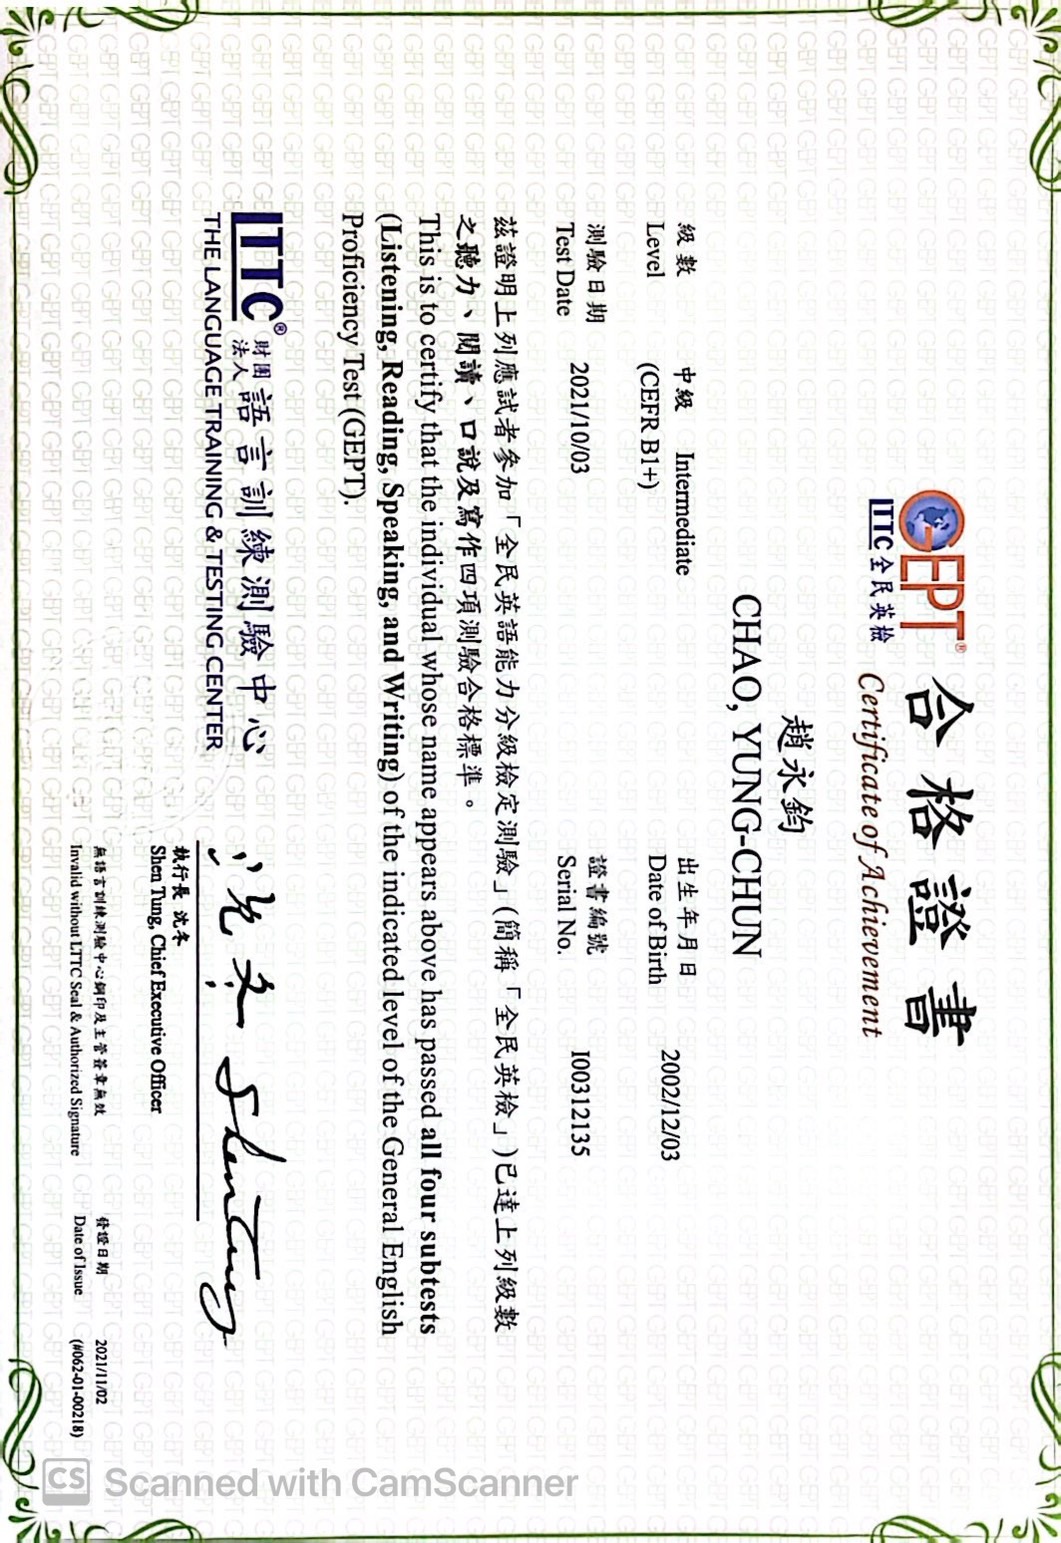 GEPT®
LTTC 全民英檢
合格證書
Certificate of Achievement
趙永鈞
CHAO, YUNG-CHUN
級數 中級 Intermediate
Level (CEFR B1+)
出生年月日 2002/12/03
Date of Birth
測驗日期 2021/10/03
Test Date
證書編號 I00312135
Serial No.
茲證明上列應試者參加「全民英語能力分級檢定測驗」(簡稱「全民英檢」)已達上列級數
之聽力、閱讀、口說及寫作四項測驗合格標準。
This is to certify that the individual whose name appears above has passed all four subtests
(Listening, Reading, Speaking, and Writing) of the indicated level of the General English
Proficiency Test (GEPT).
LTTC® 財團法人 語言訓練測驗中心
THE LANGUAGE TRAINING & TESTING CENTER
沈冬 Shen Tung
執行長 沈冬
Shen Tung, Chief Executive Officer
無語言訓練測驗中心鋼印及主管簽章無效
Invalid without LTTC Seal & Authorized Signature
發證日期 2021/11/02
Date of Issue (#062-01-00218)
CS Scanned with CamScanner